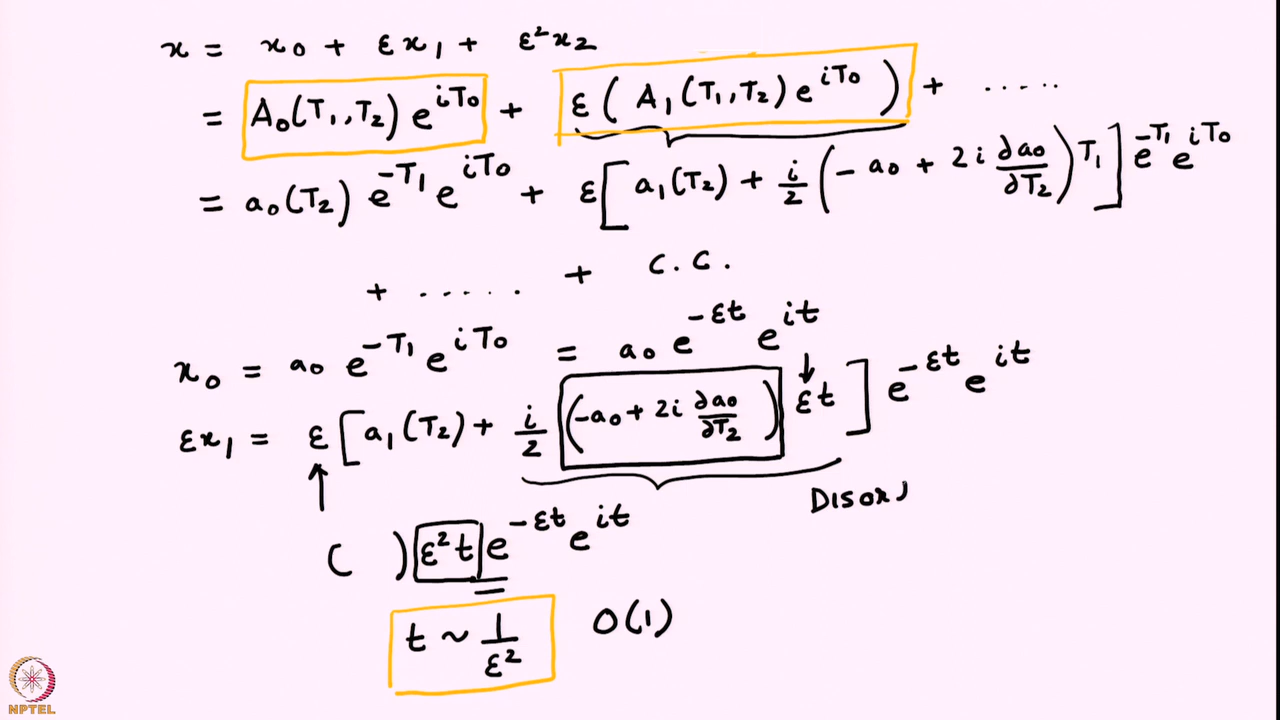 x = x₀ + εx₁ + ε²x₂
= A₀(T₁,T₂) e^{iT₀} + ε( A₁(T₁,T₂) e^{iT₀} ) + .....
= a₀(T₂) e^{-T₁} e^{iT₀} + ε[ a₁(T₂) + i/2 ( - a₀ + 2i ∂a₀/∂T₂ ) T₁ ] e^{-T₁} e^{iT₀}
+ ..... + C.C.
x₀ = a₀ e^{-T₁} e^{iT₀} = a₀ e^{-εt} e^{it}
εx₁ = ε[ a₁(T₂) + i/2 ( -a₀ + 2i ∂a₀/∂T₂ ) εt ] e^{-εt} e^{it}
Disor
( ) ε²t e^{-εt} e^{it}
t ~ 1/ε² O(1)
NPTEL